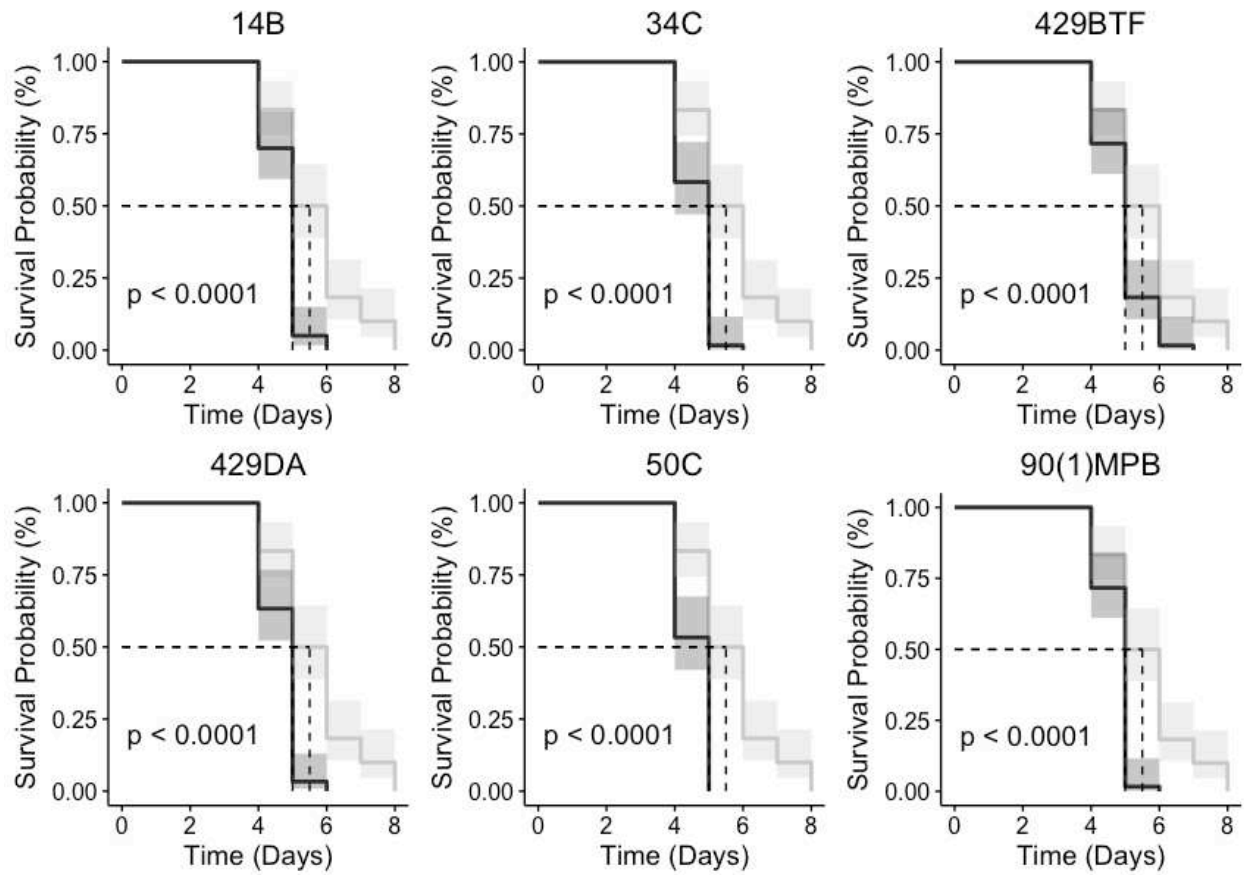 14B
34C
429BTF
Survival Probability (%)
1.00
0.75
0.50
0.25
0.00
p < 0.0001
0 2 4 6 8
Time (Days)
Survival Probability (%)
1.00
0.75
0.50
0.25
0.00
p < 0.0001
0 2 4 6 8
Time (Days)
Survival Probability (%)
1.00
0.75
0.50
0.25
0.00
p < 0.0001
0 2 4 6 8
Time (Days)
429DA
50C
90(1)MPB
Survival Probability (%)
1.00
0.75
0.50
0.25
0.00
p < 0.0001
0 2 4 6 8
Time (Days)
Survival Probability (%)
1.00
0.75
0.50
0.25
0.00
p < 0.0001
0 2 4 6 8
Time (Days)
Survival Probability (%)
1.00
0.75
0.50
0.25
0.00
p < 0.0001
0 2 4 6 8
Time (Days)